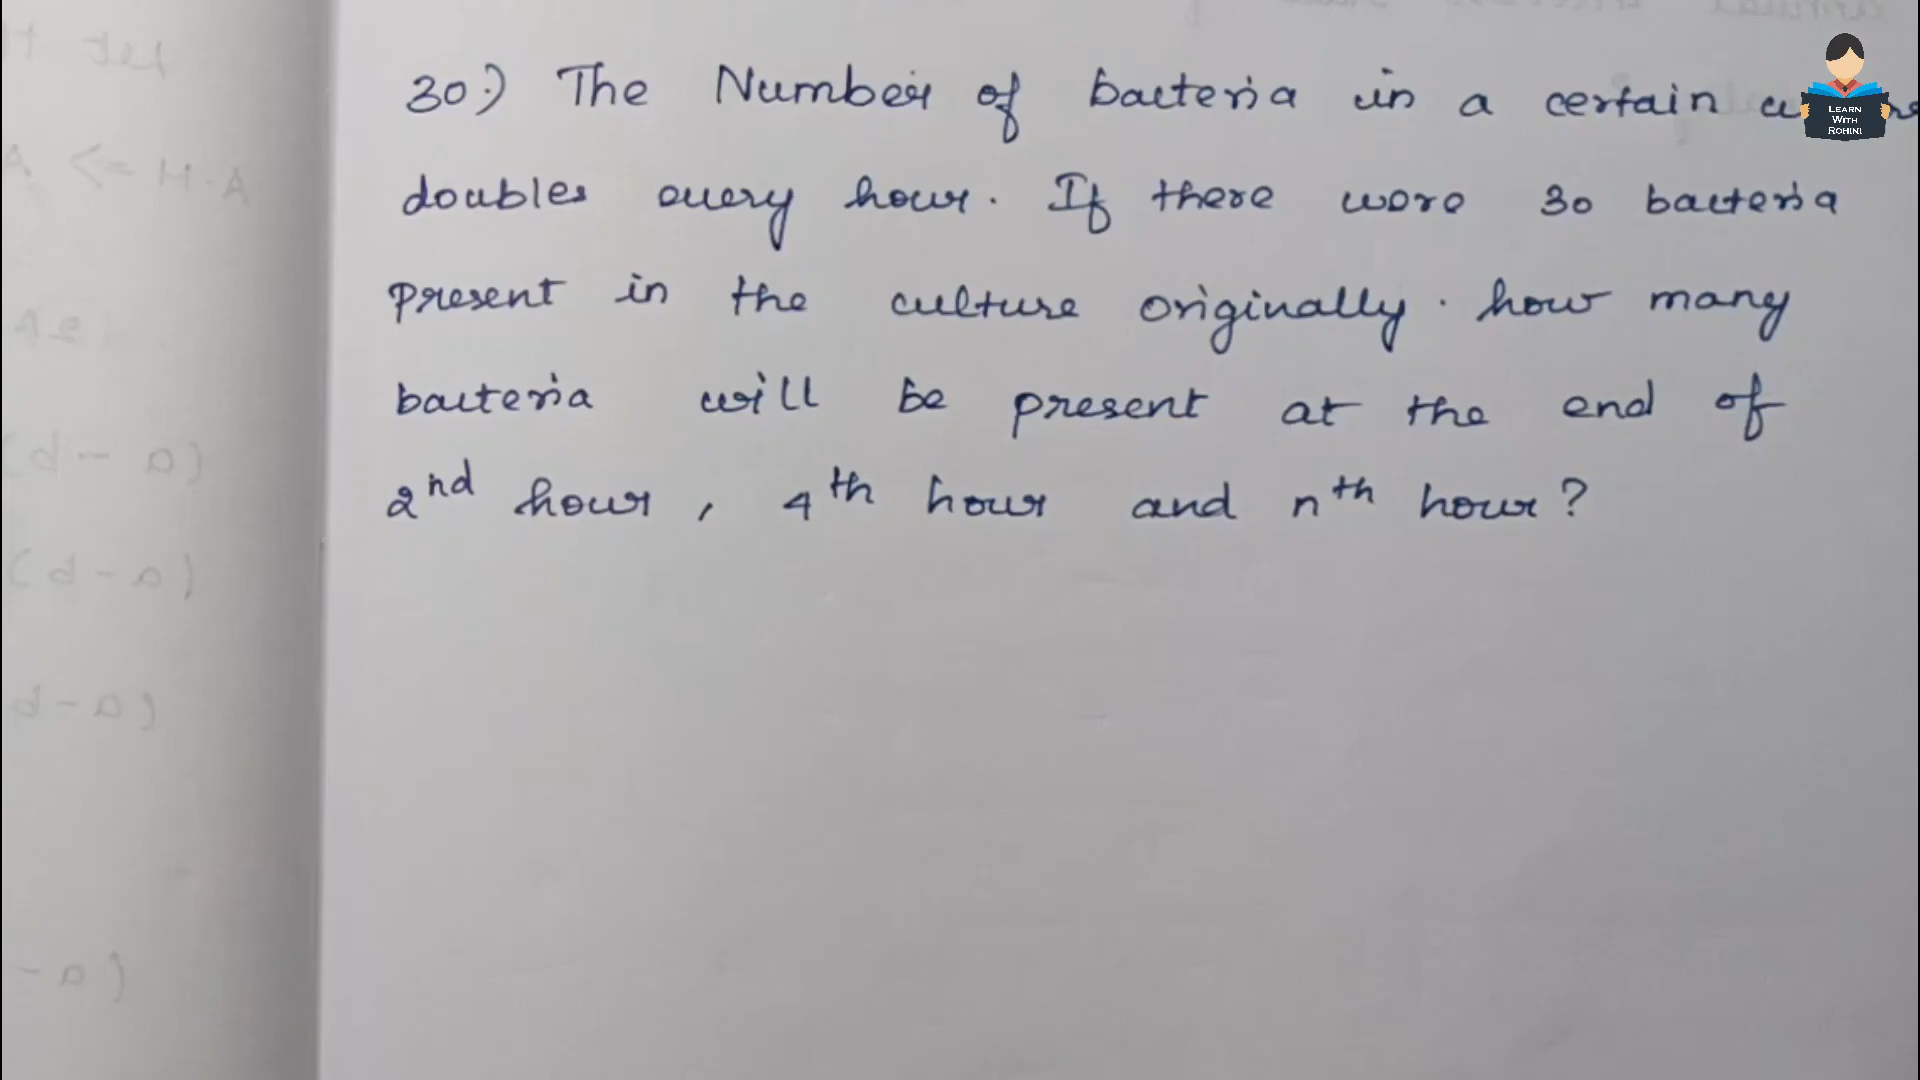 30.) The Number of bacteria in a certain
doubles every hour. If there were 30 bacteria
present in the culture originally. how many
bacteria will be present at the end of
2nd hour, 4th hour and nth hour?
LEARN
WITH
ROHINI
Let
A.H => A
2A
(a-b)
(a-b)
(a-b
(a-